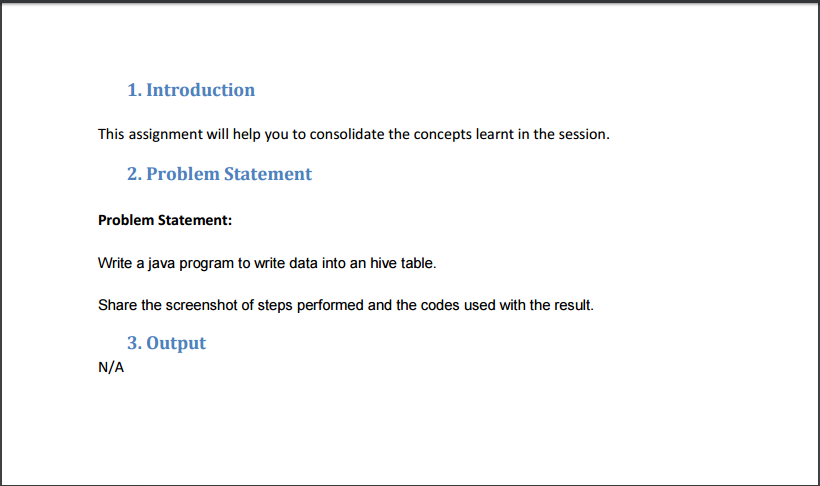 1. Introduction
This assignment will help you to consolidate the concepts learnt in the session.
2. Problem Statement
Problem Statement:
Write a java program to write data into an hive table.
Share the screenshot of steps performed and the codes used with the result.
3. Output
N/A